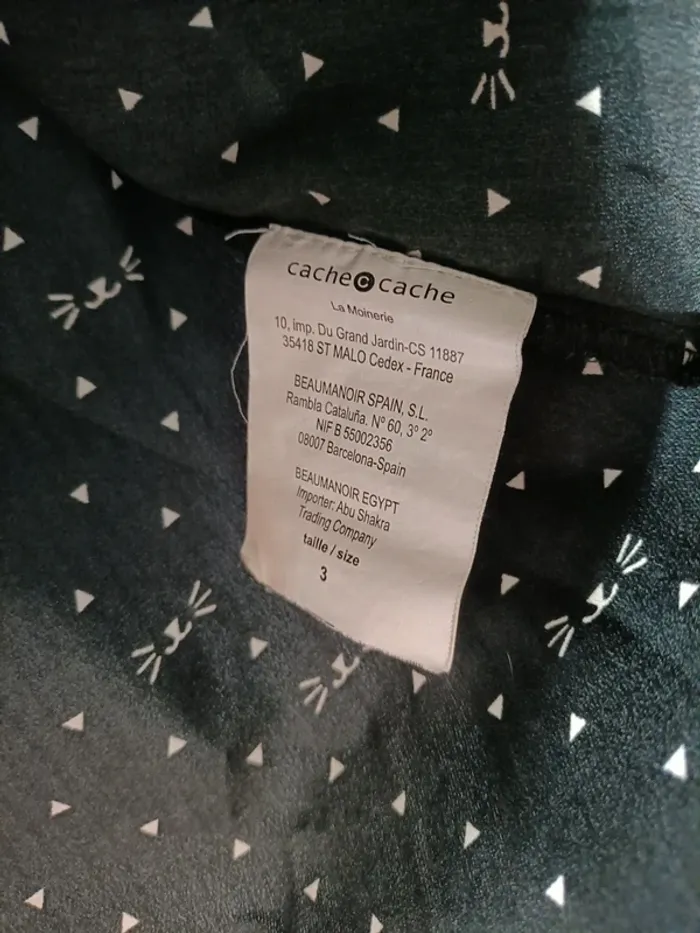 cache c cache
La Moinerie
10, imp. Du Grand Jardin-CS 11887
35418 ST MALO Cedex - France
BEAUMANOIR SPAIN, S.L.
Rambla Cataluña. Nº 60, 3º 2º
NIF B 55002356
08007 Barcelona-Spain
BEAUMANOIR EGYPT
Importer: Abu Shakra
Trading Company
taille / size
3